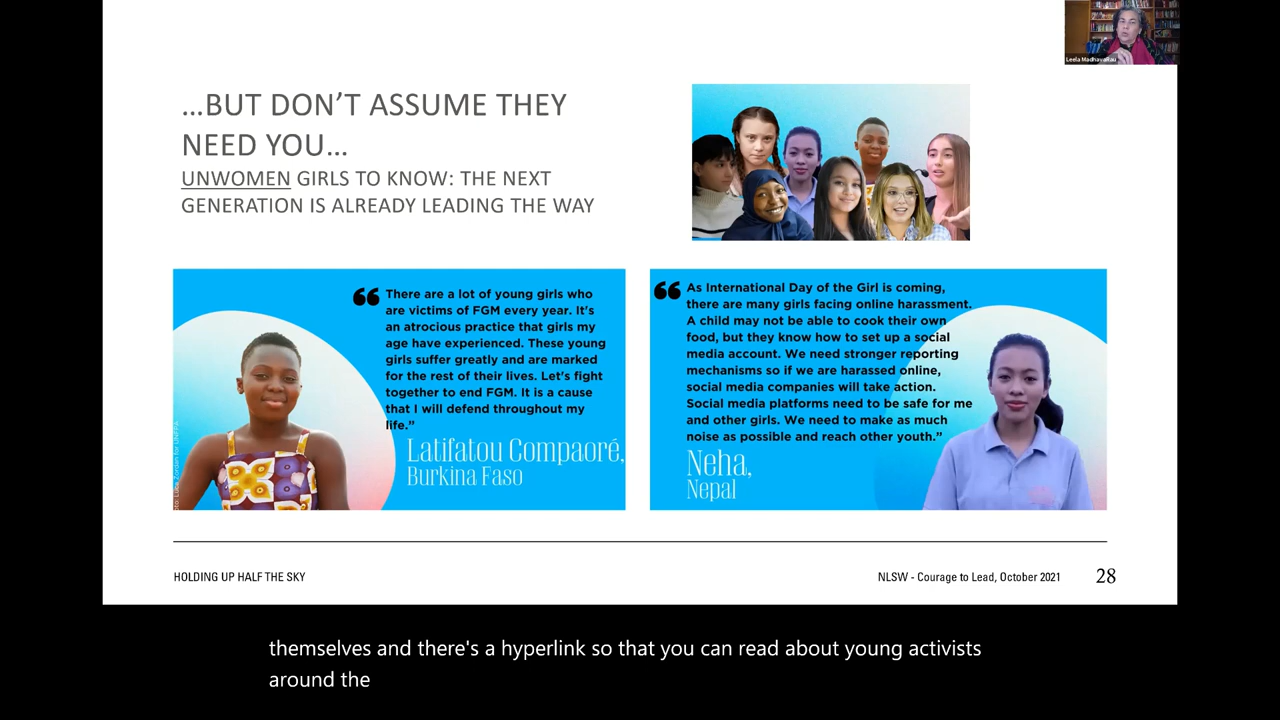 Leela MadhavaRau
...BUT DON'T ASSUME THEY
NEED YOU...
UNWOMEN GIRLS TO KNOW: THE NEXT
GENERATION IS ALREADY LEADING THE WAY
“ There are a lot of young girls who
are victims of FGM every year. It's
an atrocious practice that girls my
age have experienced. These young
girls suffer greatly and are marked
for the rest of their lives. Let's fight
together to end FGM. It is a cause
that I will defend throughout my
life.”
Latifatou Compaoré,
Burkina Faso
“ As International Day of the Girl is coming,
there are many girls facing online harassment.
A child may not be able to cook their own
food, but they know how to set up a social
media account. We need stronger reporting
mechanisms so if we are harassed online,
social media companies will take action.
Social media platforms need to be safe for me
and other girls. We need to make as much
noise as possible and reach other youth.”
Neha,
Nepal
HOLDING UP HALF THE SKY
NLSW - Courage to Lead, October 2021
28
themselves and there's a hyperlink so that you can read about young activists
around the